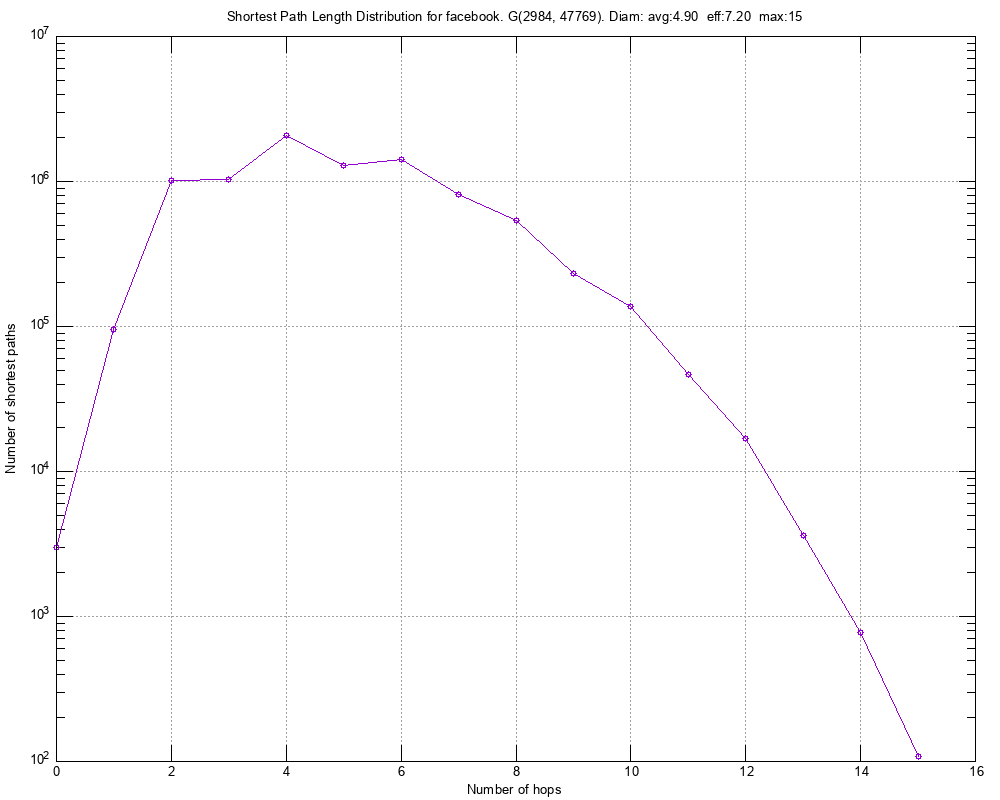 Shortest Path Length Distribution for facebook. G(2984, 47769). Diam: avg:4.90 eff:7.20 max:15
10^7
10^6
10^5
10^4
10^3
10^2
Number of shortest paths
0 2 4 6 8 10 12 14 16
Number of hops